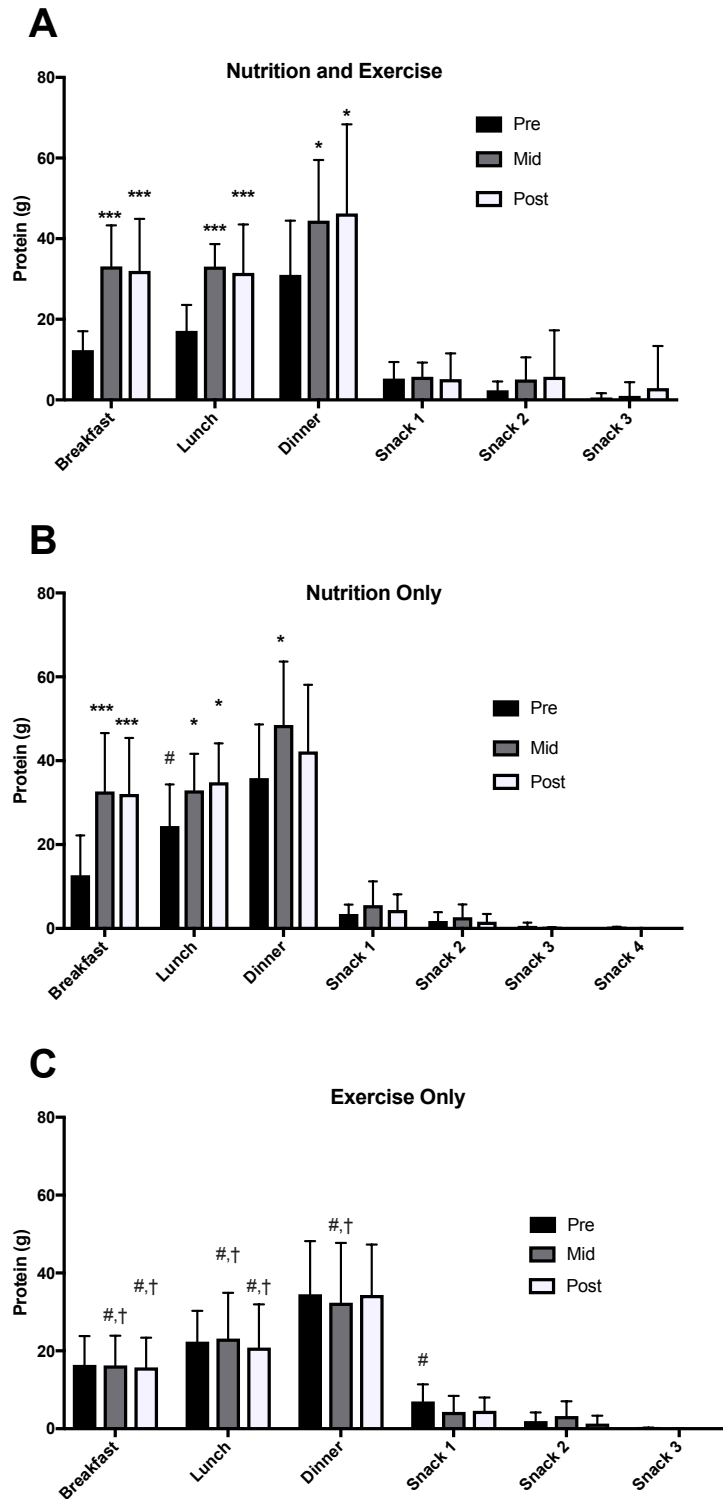 A
Nutrition and Exercise
80
60
40
20
0
Protein (g)
*** *** *** *** * *
Pre
Mid
Post
Breakfast Lunch Dinner Snack 1 Snack 2 Snack 3
B
Nutrition Only
80
60
40
20
0
Protein (g)
*** *** # * * *
Pre
Mid
Post
Breakfast Lunch Dinner Snack 1 Snack 2 Snack 3 Snack 4
C
Exercise Only
80
60
40
20
0
Protein (g)
#,† #,† #,† #,† #,† #
Pre
Mid
Post
Breakfast Lunch Dinner Snack 1 Snack 2 Snack 3